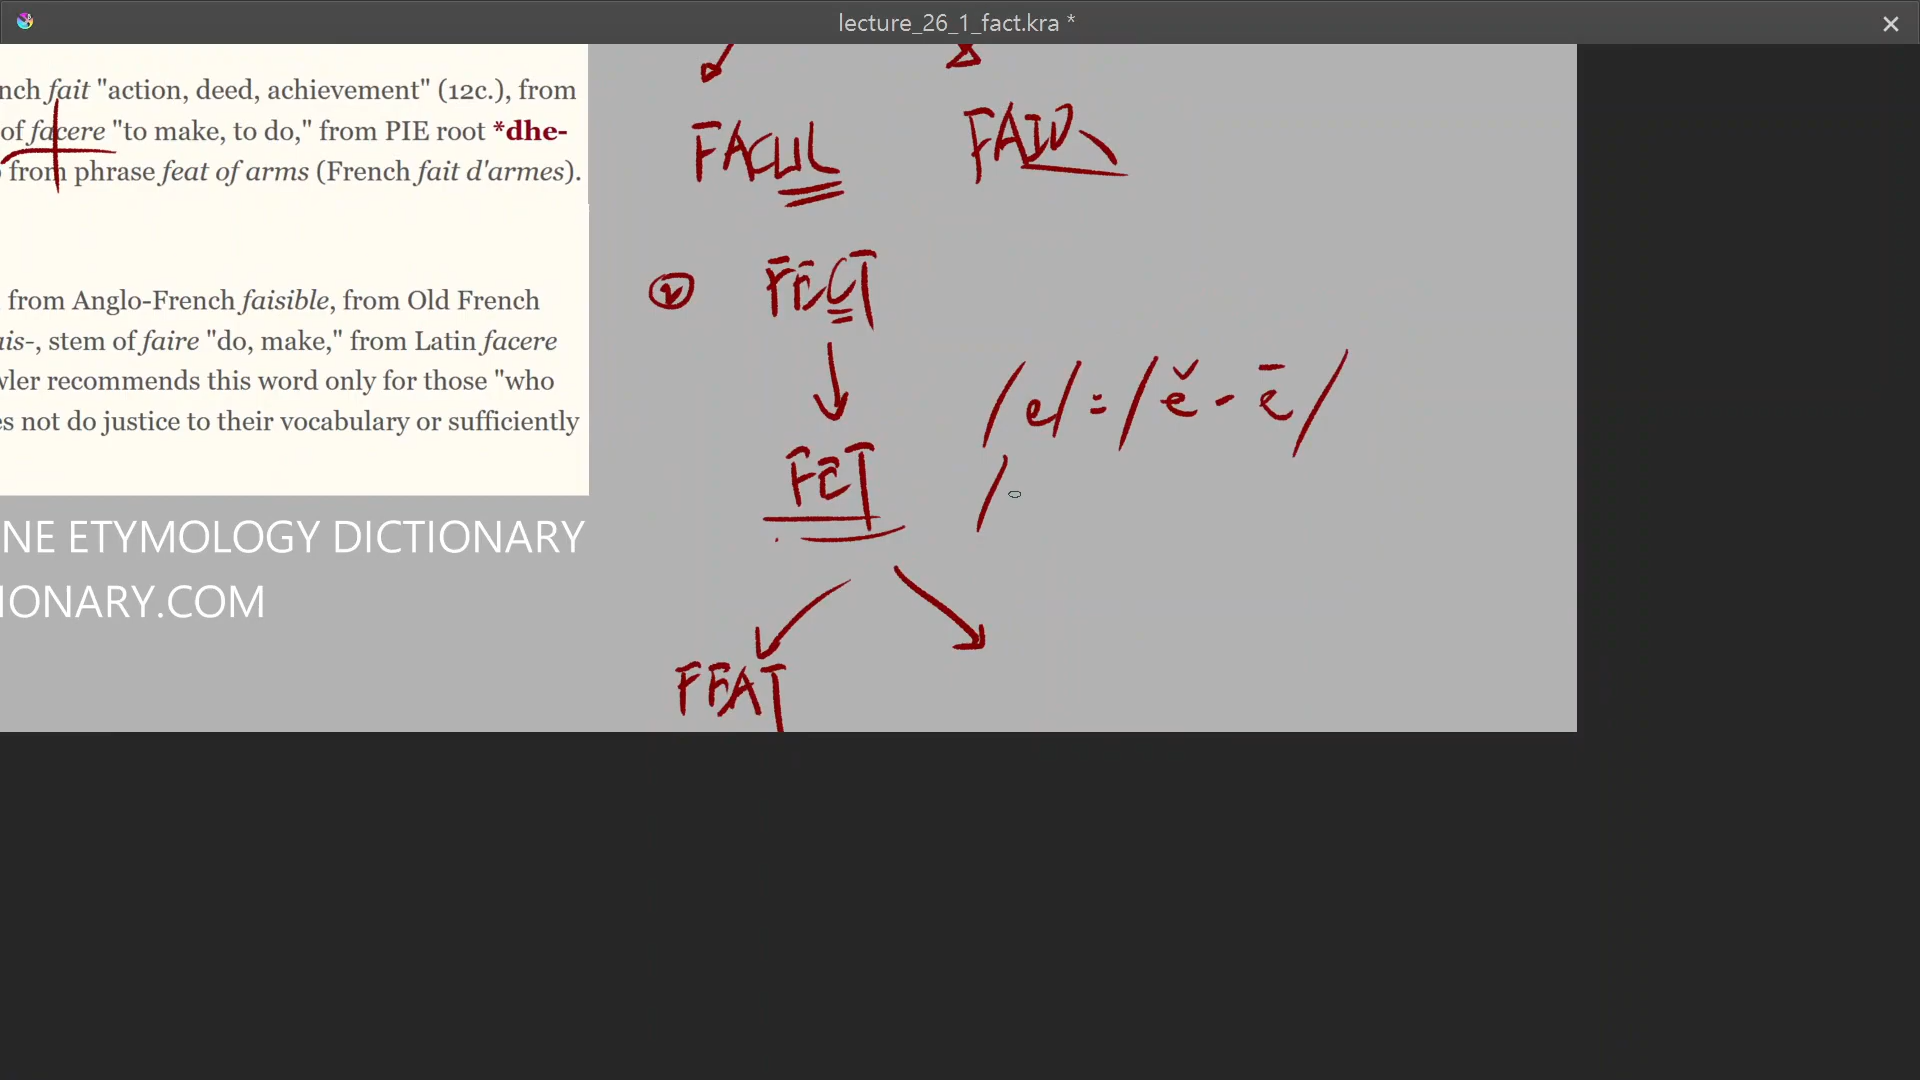 lecture_26_1_fact.kra *
nch fait "action, deed, achievement" (12c.), from
of facere "to make, to do," from PIE root *dhe-
from phrase feat of arms (French fait d'armes).
from Anglo-French faisible, from Old French
is-, stem of faire "do, make," from Latin facere
wler recommends this word only for those "who
es not do justice to their vocabulary or sufficiently
NE ETYMOLOGY DICTIONARY
IONARY.COM
FACUL
② FECT
/e/ = /ĕ - ē/
FET
/
FEAT